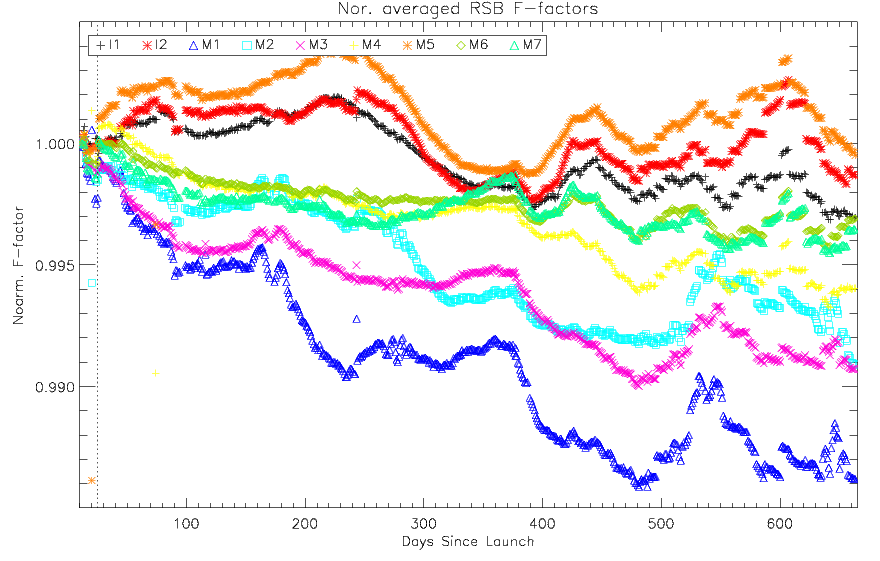 Nor. averaged RSB F-factors
I1 I2 M1 M2 M3 M4 M5 M6 M7
1.000
0.995
0.990
Noarm. F-factor
100 200 300 400 500 600
Days Since Launch